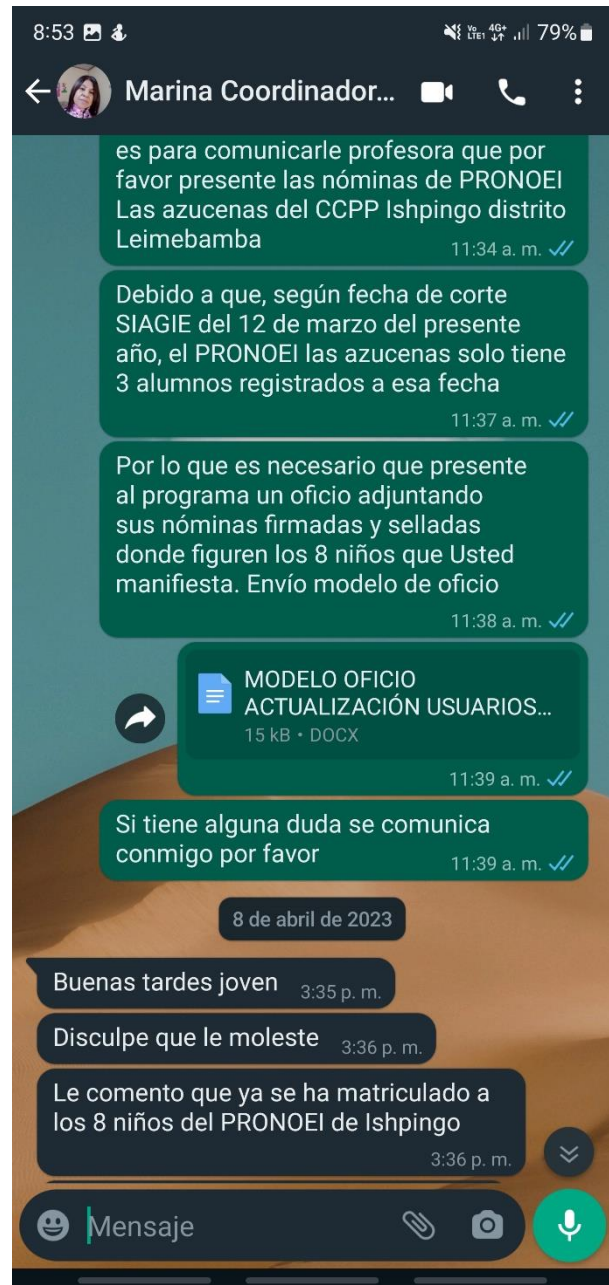 8:53 Vo LTE1 4G+ 79%
Marina Coordinador...
es para comunicarle profesora que por
favor presente las nóminas de PRONOEI
Las azucenas del CCPP Ishpingo distrito
Leimebamba
11:34 a. m.
Debido a que, según fecha de corte
SIAGIE del 12 de marzo del presente
año, el PRONOEI las azucenas solo tiene
3 alumnos registrados a esa fecha
11:37 a. m.
Por lo que es necesario que presente
al programa un oficio adjuntando
sus nóminas firmadas y selladas
donde figuren los 8 niños que Usted
manifiesta. Envío modelo de oficio
11:38 a. m.
MODELO OFICIO
ACTUALIZACIÓN USUARIOS...
15 kB • DOCX
11:39 a. m.
Si tiene alguna duda se comunica
conmigo por favor
11:39 a. m.
8 de abril de 2023
Buenas tardes joven 3:35 p. m.
Disculpe que le moleste 3:36 p. m.
Le comento que ya se ha matriculado a
los 8 niños del PRONOEI de Ishpingo
3:36 p. m.
Mensaje